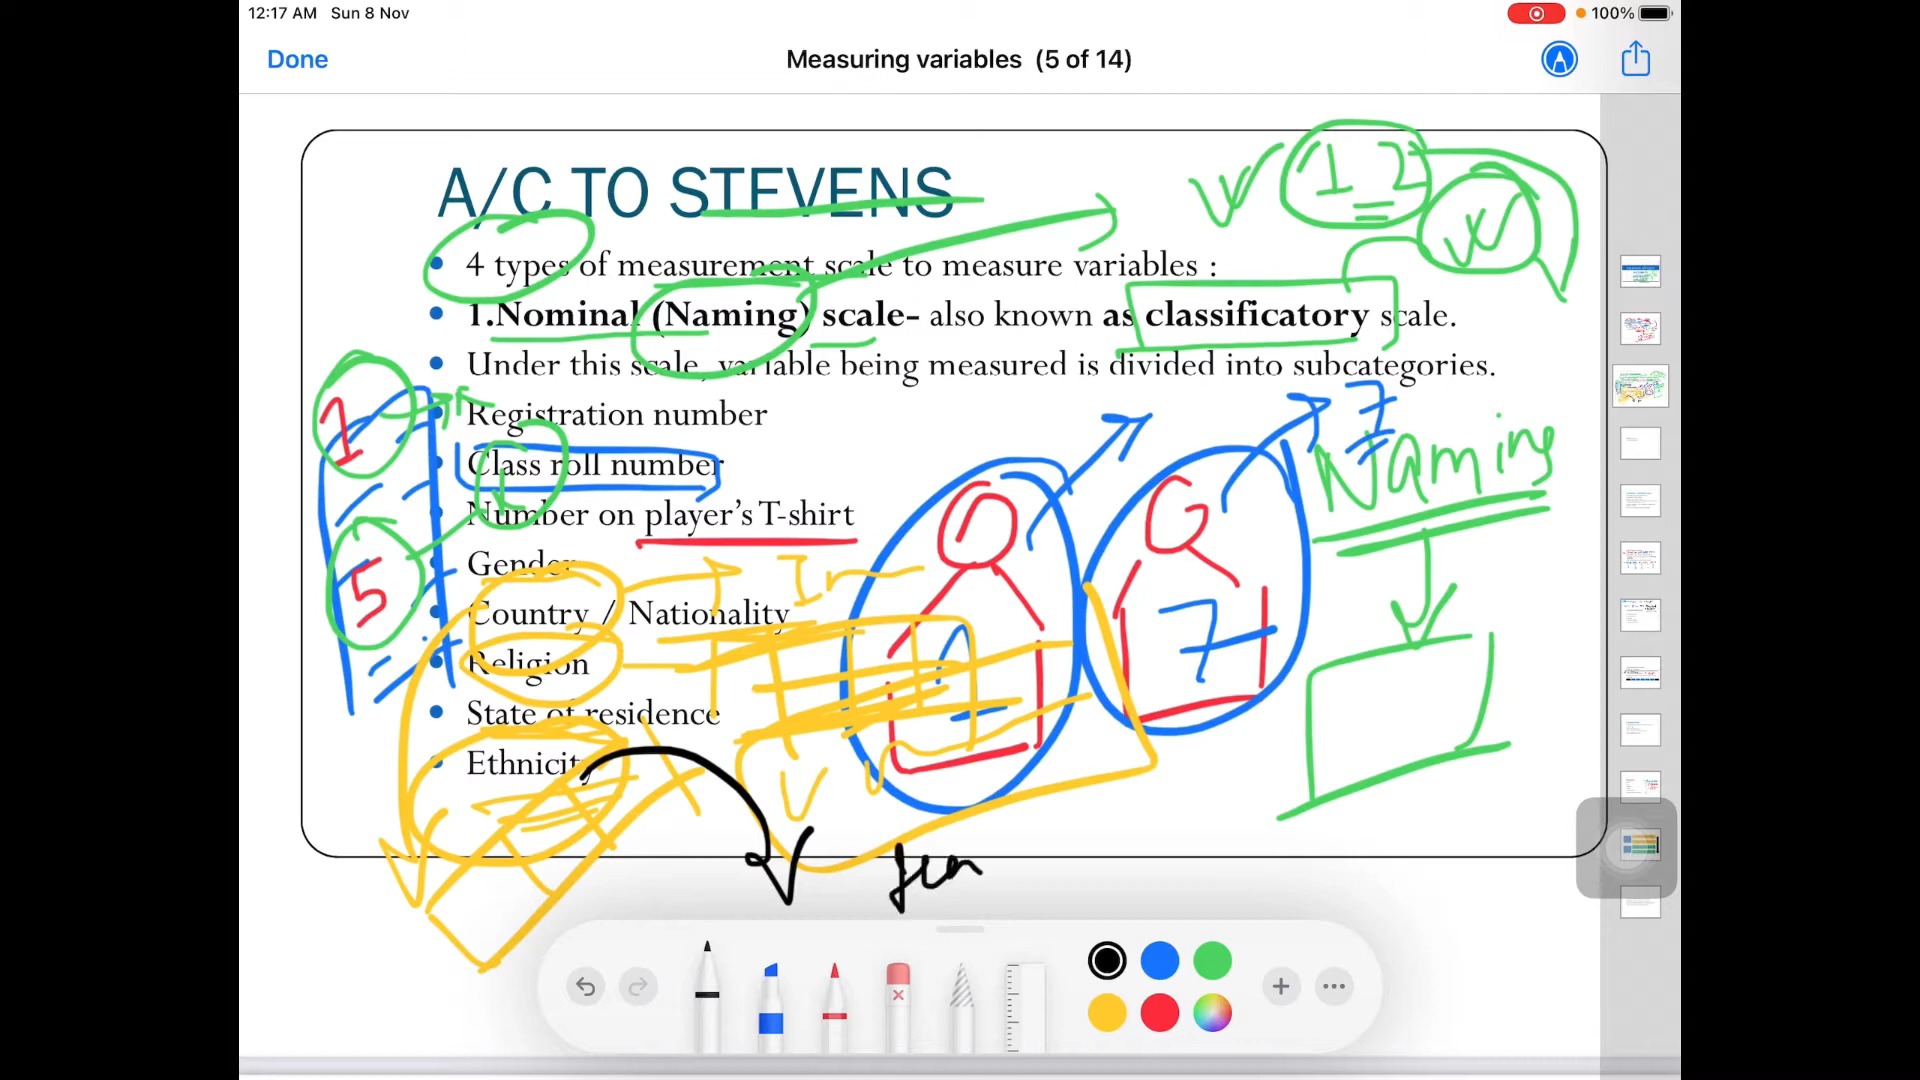 12:17 AM Sun 8 Nov
100%
Done
Measuring variables (5 of 14)
A/C TO STEVENS
1 2
• 4 types of measurement scale to measure variables :
• 1.Nominal (Naming) scale- also known as classificatory scale.
• Under this scale, variable being measured is divided into subcategories.
• Registration number
• Class roll number
• Number on player's T-shirt
• Gender
• Country / Nationality
• Religion
• State of residence
• Ethnicity
1
5
7
7
Naming